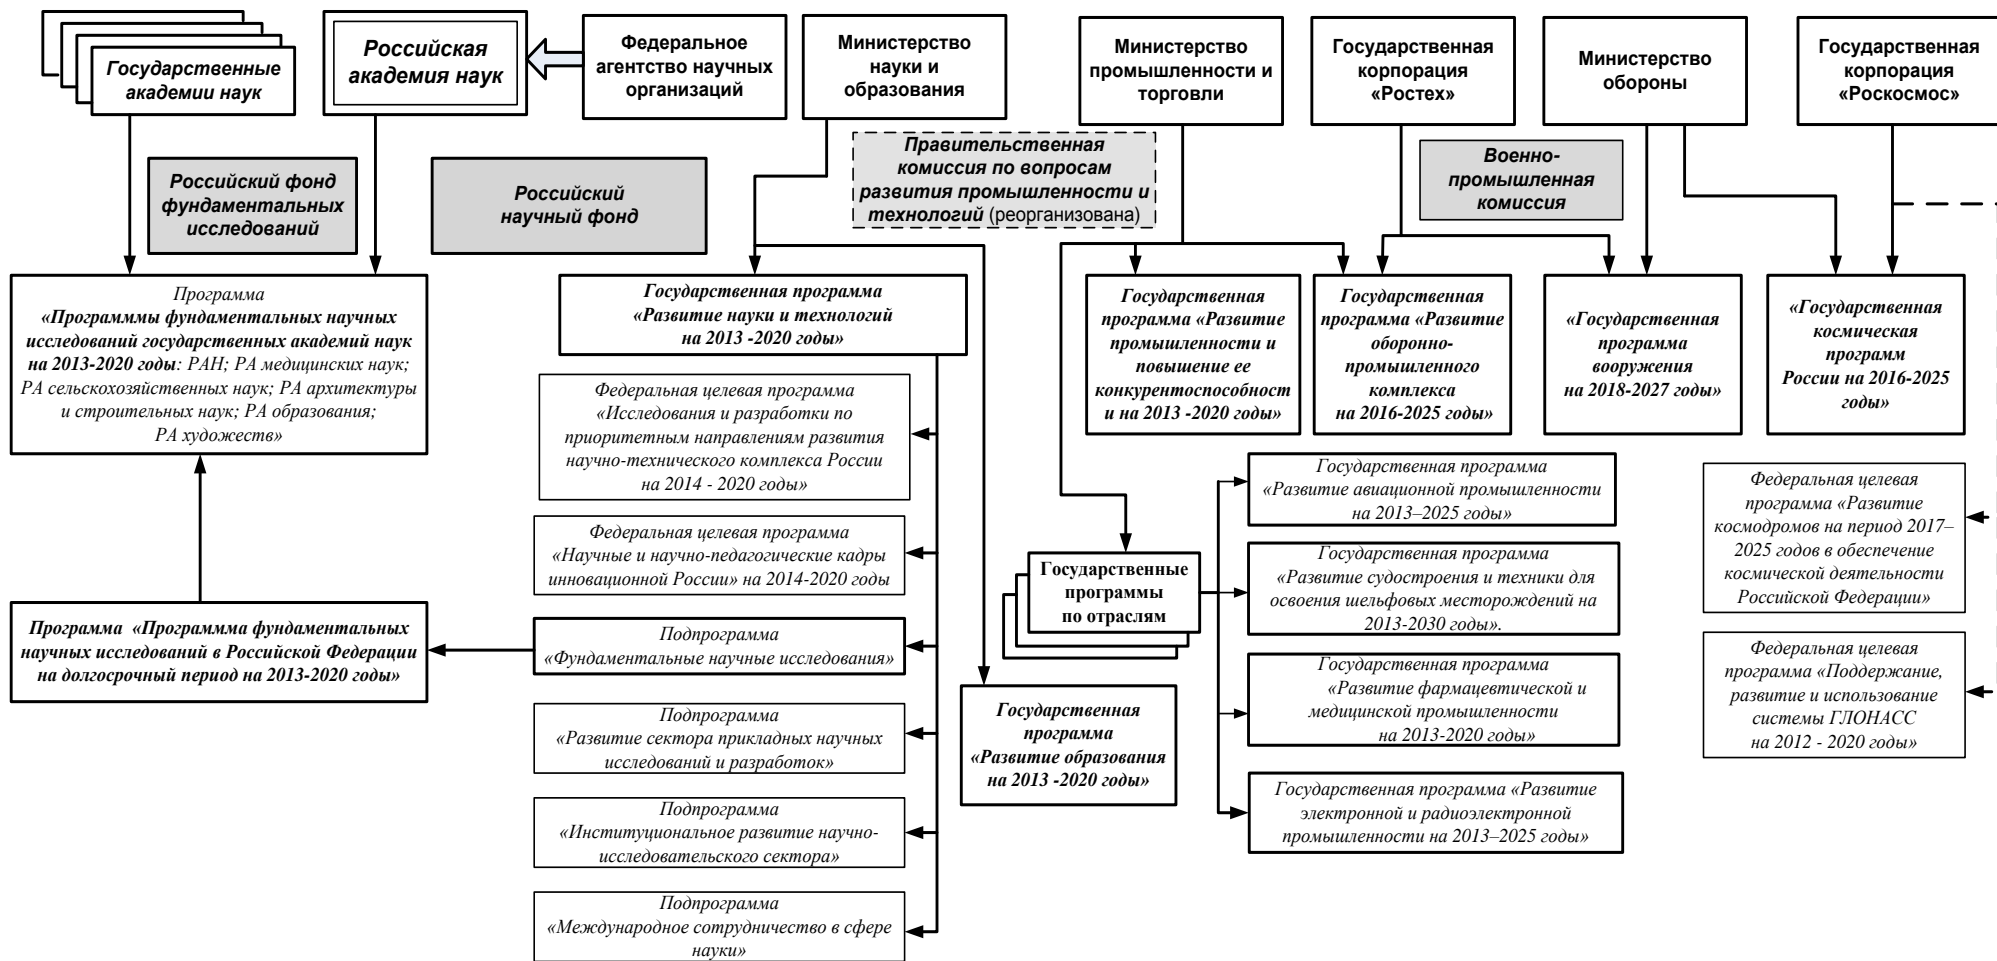 Государственные
академии наук
Российская
академия наук
Федеральное
агентство научных
организаций
Министерство
науки и
образования
Министерство
промышленности и
торговли
Государственная
корпорация
«Ростех»
Министерство
обороны
Государственная
корпорация
«Роскосмос»
Российский фонд
фундаментальных
исследований
Российский
научный фонд
Правительственная
комиссия по вопросам
развития промышленности и
технологий (реорганизована)
Военно-
промышленная
комиссия
Программа
«Программмы фундаментальных научных
исследований государственных академий наук
на 2013-2020 годы: РАН; РА медицинских наук;
РА сельскохозяйственных наук; РА архитектуры
и строительных наук; РА образования;
РА художеств»
Государственная программа
«Развитие науки и технологий
на 2013 -2020 годы»
Государственная
программа «Развитие
промышленности и
повышение ее
конкурентоспособност
и на 2013 -2020 годы»
Государственная
программа «Развитие
оборонно-
промышленного
комплекса
на 2016-2025 годы»
«Государственная
программа
вооружения
на 2018-2027 годы»
«Государственная
космическая
программ
России на 2016-2025
годы»
Федеральная целевая программа
«Исследования и разработки по
приоритетным направлениям развития
научно-технического комплекса России
на 2014 - 2020 годы»
Федеральная целевая программа
«Научные и научно-педагогические кадры
инновационной России» на 2014-2020 годы
Программа «Программма фундаментальных
научных исследований в Российской Федерации
на долгосрочный период на 2013-2020 годы»
Подпрограмма
«Фундаментальные научные исследования»
Подпрограмма
«Развитие сектора прикладных научных
исследований и разработок»
Подпрограмма
«Институциональное развитие научно-
исследовательского сектора»
Подпрограмма
«Международное сотрудничество в сфере
науки»
Государственная
программа
«Развитие образования
на 2013 -2020 годы»
Государственные
программы
по отраслям
Государственная программа
«Развитие авиационной промышленности
на 2013–2025 годы»
Государственная программа
«Развитие судостроения и техники для
освоения шельфовых месторождений на
2013-2030 годы».
Государственная программа
«Развитие фармацевтической и
медицинской промышленности
на 2013-2020 годы»
Государственная программа «Развитие
электронной и радиоэлектронной
промышленности на 2013–2025 годы»
Федеральная целевая
программа «Развитие
космодромов на период 2017–
2025 годов в обеспечение
космической деятельности
Российской Федерации»
Федеральная целевая
программа «Поддержание,
развитие и использование
системы ГЛОНАСС
на 2012 - 2020 годы»